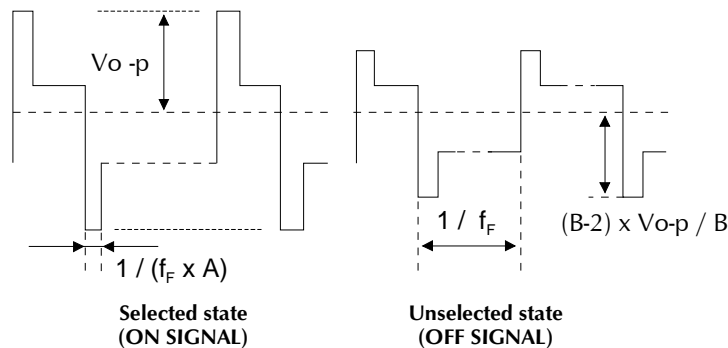 Vo -p
1 / (f_F x A)
Selected state
(ON SIGNAL)
1 / f_F
(B-2) x Vo-p / B
Unselected state
(OFF SIGNAL)